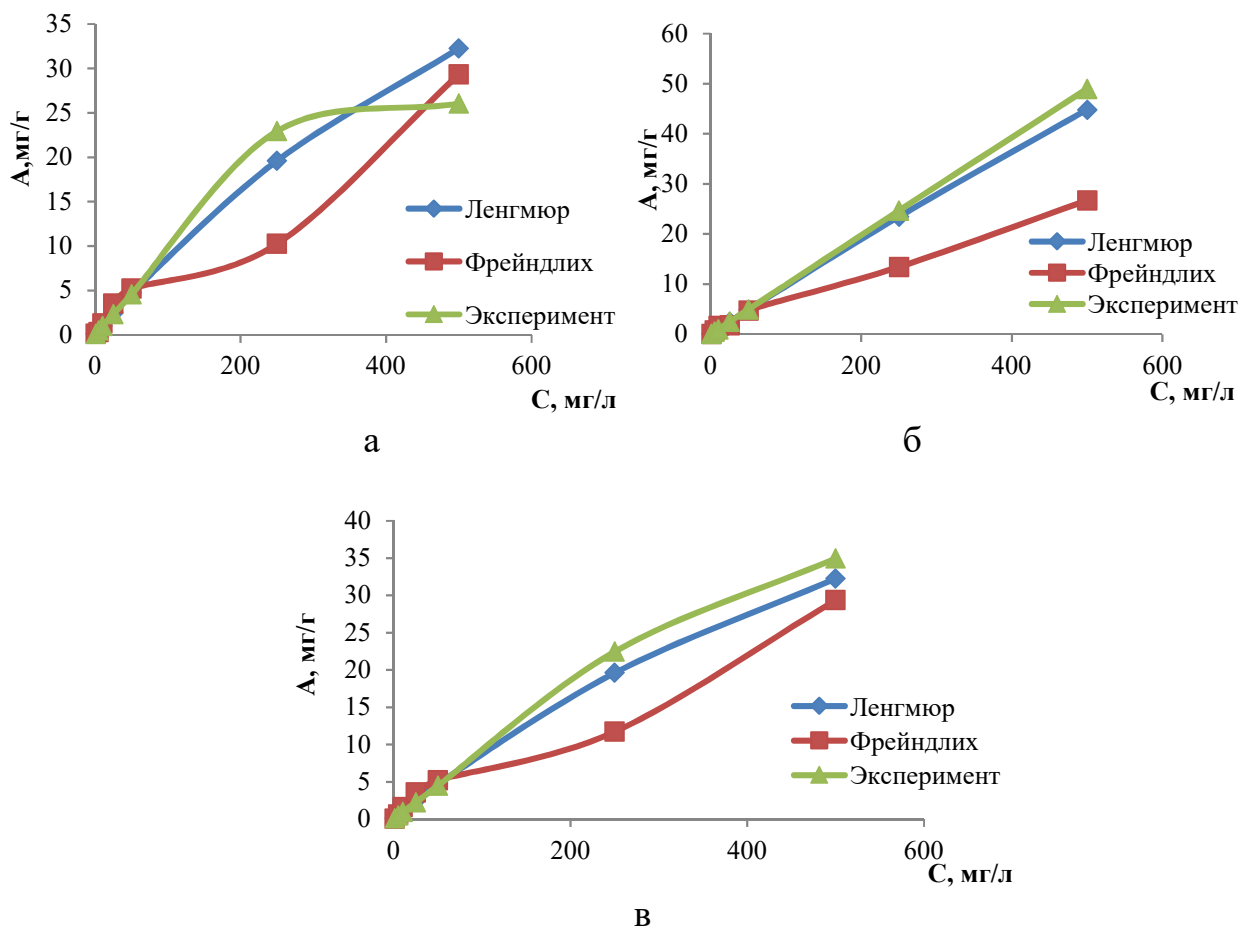 35
30
25
20
15
10
5
0
А,мг/г
0
200
400
600
С, мг/л
Ленгмюр
Фрейндлих
Эксперимент
а
60
50
40
30
20
10
0
А, мг/г
0
200
400
600
С, мг/л
Ленгмюр
Фрейндлих
Эксперимент
б
40
35
30
25
20
15
10
5
0
А, мг/г
0
200
400
600
С, мг/л
Ленгмюр
Фрейндлих
Эксперимент
в